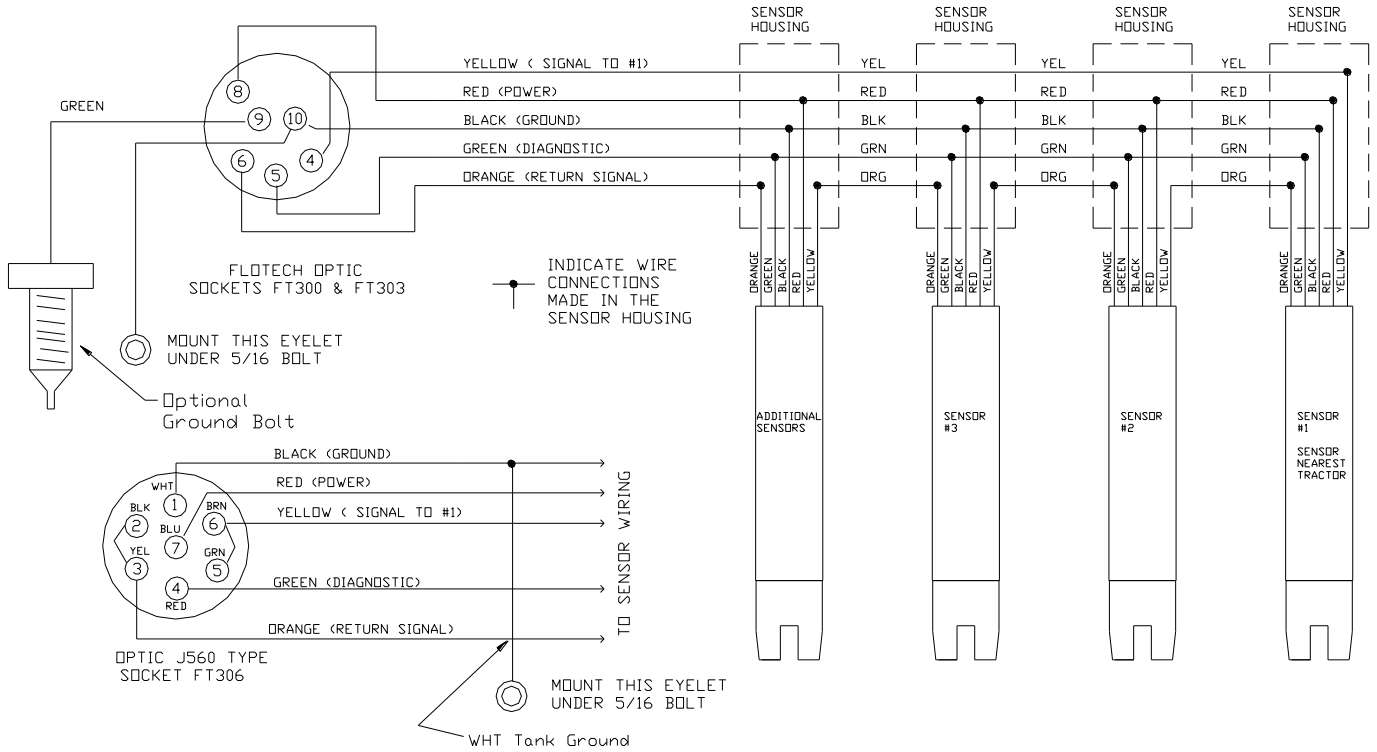 SENSOR
HOUSING
SENSOR
HOUSING
SENSOR
HOUSING
SENSOR
HOUSING
YELLOW ( SIGNAL TO #1)
YEL
YEL
YEL
RED (POWER)
RED
RED
RED
BLACK (GROUND)
BLK
BLK
BLK
GREEN (DIAGNOSTIC)
GRN
GRN
GRN
ORANGE (RETURN SIGNAL)
ORG
ORG
ORG
GREEN
8
9
10
6
5
4
FLOTECH OPTIC
SOCKETS FT300 & FT303
INDICATE WIRE
CONNECTIONS
MADE IN THE
SENSOR HOUSING
MOUNT THIS EYELET
UNDER 5/16 BOLT
Optional
Ground Bolt
ORANGE
GREEN
BLACK
RED
YELLOW
ORANGE
GREEN
BLACK
RED
YELLOW
ORANGE
GREEN
BLACK
RED
YELLOW
ORANGE
GREEN
BLACK
RED
YELLOW
ADDITIONAL
SENSORS
SENSOR
#3
SENSOR
#2
SENSOR
#1
SENSOR
NEAREST
TRACTOR
BLACK (GROUND)
RED (POWER)
YELLOW ( SIGNAL TO #1)
GREEN (DIAGNOSTIC)
ORANGE (RETURN SIGNAL)
TO SENSOR WIRING
WHT
1
BLK
2
BRN
6
BLU
7
YEL
3
GRN
5
4
RED
OPTIC J560 TYPE
SOCKET FT306
MOUNT THIS EYELET
UNDER 5/16 BOLT
WHT Tank Ground